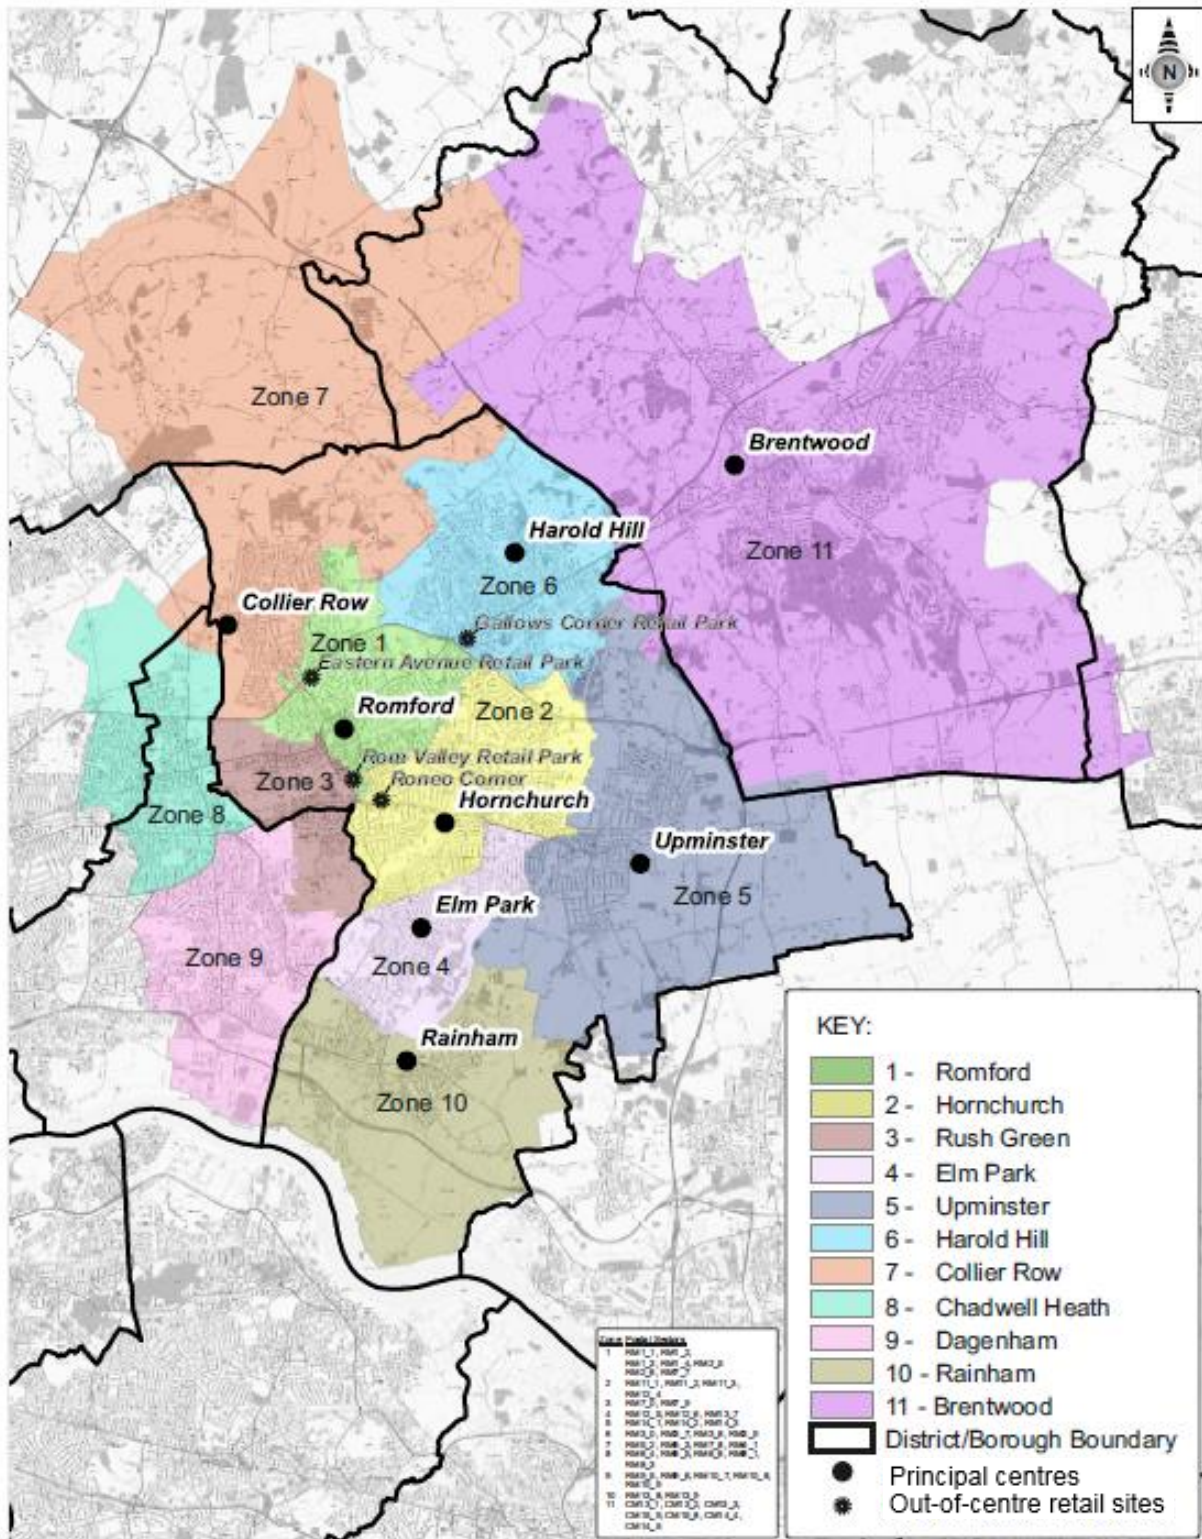 N
Zone 7
Brentwood
Harold Hill
Zone 11
Zone 6
Collier Row
Gallows Corner Retail Park
Zone 1
Eastern Avenue Retail Park
Zone 2
Romford
Rom Valley Retail Park
Zone 3
Roneo Corner
Hornchurch
Zone 8
Upminster
Zone 5
Elm Park
Zone 9
Zone 4
Rainham
Zone 10
KEY:
1 - Romford
2 - Hornchurch
3 - Rush Green
4 - Elm Park
5 - Upminster
6 - Harold Hill
7 - Collier Row
8 - Chadwell Heath
9 - Dagenham
10 - Rainham
11 - Brentwood
District/Borough Boundary
Principal centres
Out-of-centre retail sites